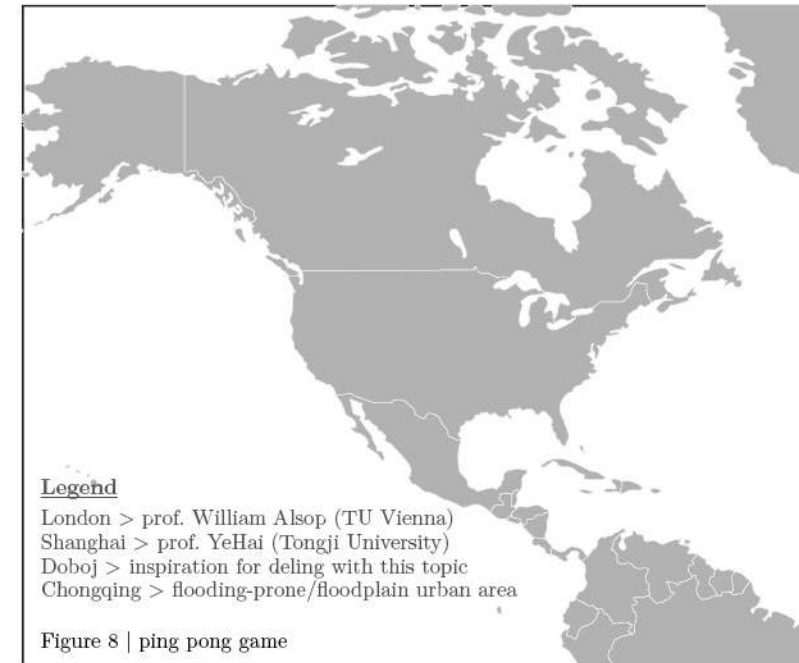 Legend
London > prof. William Alsop (TU Vienna)
Shanghai > prof. YeHai (Tongji University)
Doboj > inspiration for deling with this topic
Chongqing > flooding-prone/floodplain urban area
Figure 8 | ping pong game